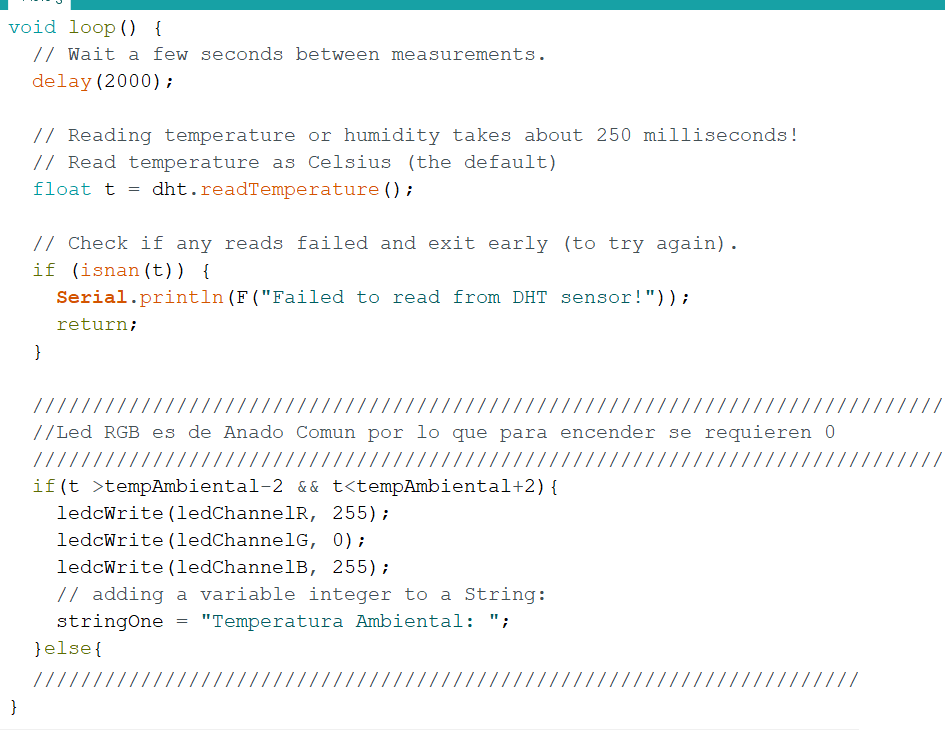 void loop() {
  // Wait a few seconds between measurements.
  delay(2000);
  // Reading temperature or humidity takes about 250 milliseconds!
  // Read temperature as Celsius (the default)
  float t = dht.readTemperature();
  // Check if any reads failed and exit early (to try again).
  if (isnan(t)) {
    Serial.println(F("Failed to read from DHT sensor!"));
    return;
  }
  ////////////////////////////////////////////////////////////////////////////
  //Led RGB es de Anado Comun por lo que para encender se requieren 0
  ////////////////////////////////////////////////////////////////////////////
  if(t >tempAmbiental-2 && t<tempAmbiental+2){
    ledcWrite(ledChannelR, 255);
    ledcWrite(ledChannelG, 0);
    ledcWrite(ledChannelB, 255);
    // adding a variable integer to a String:
    stringOne = "Temperatura Ambiental: ";
  }else{
  /////////////////////////////////////////////////////////////////////
}